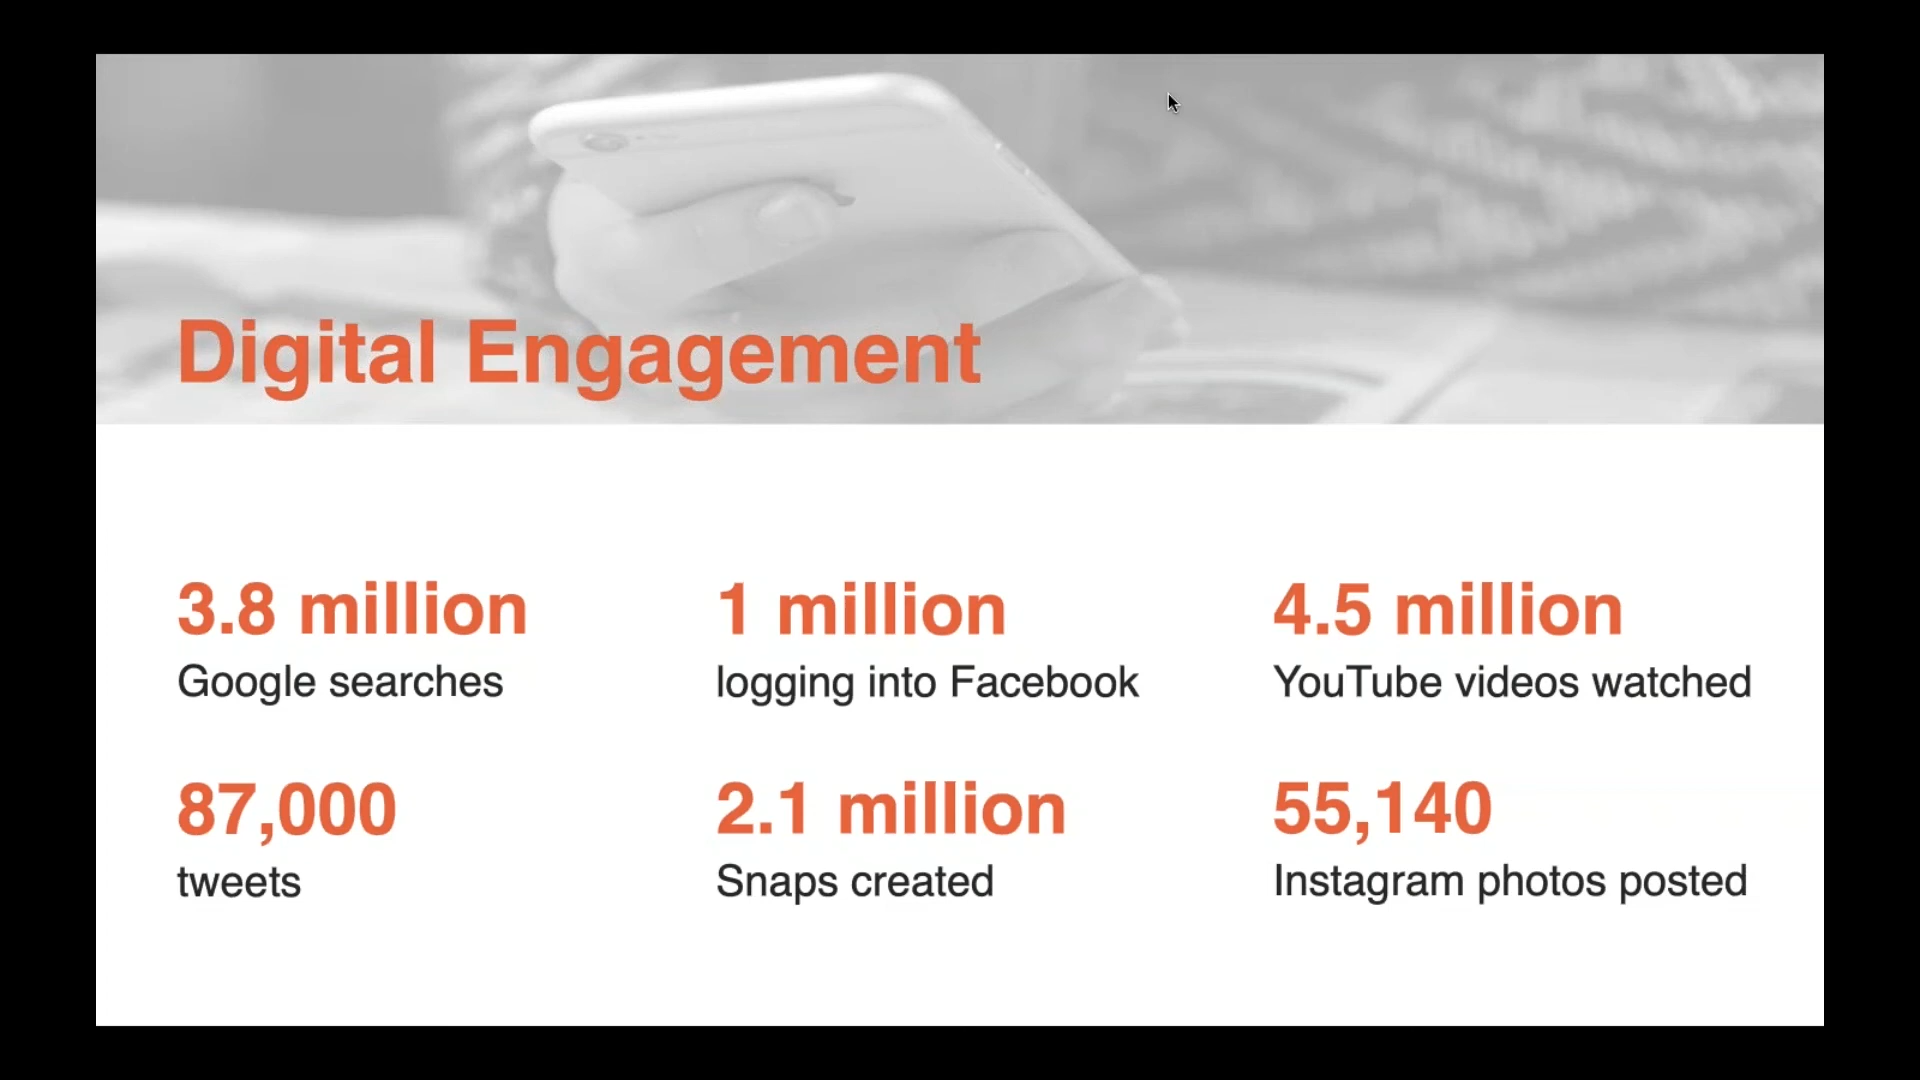 Digital Engagement
3.8 million
Google searches
1 million
logging into Facebook
4.5 million
YouTube videos watched
87,000
tweets
2.1 million
Snaps created
55,140
Instagram photos posted